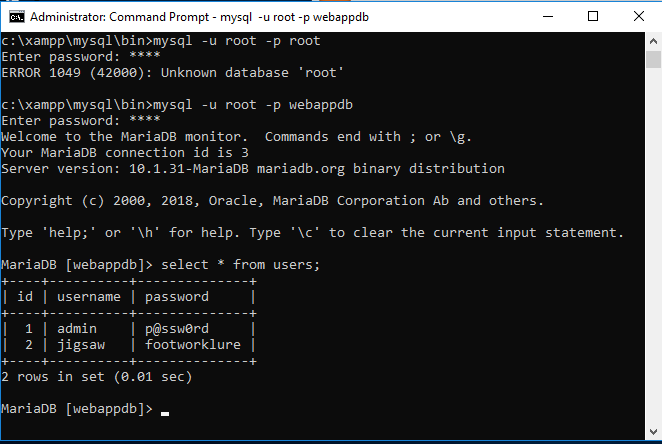 Administrator: Command Prompt - mysql  -u root -p webappdb
c:\xampp\mysql\bin>mysql -u root -p root
Enter password: ****
ERROR 1049 (42000): Unknown database 'root'
c:\xampp\mysql\bin>mysql -u root -p webappdb
Enter password: ****
Welcome to the MariaDB monitor.  Commands end with ; or \g.
Your MariaDB connection id is 3
Server version: 10.1.31-MariaDB mariadb.org binary distribution
Copyright (c) 2000, 2018, Oracle, MariaDB Corporation Ab and others.
Type 'help;' or '\h' for help. Type '\c' to clear the current input statement.
MariaDB [webappdb]> select * from users;
+----+----------+--------------+
| id | username | password     |
+----+----------+--------------+
|  1 | admin    | p@ssw0rd     |
|  2 | jigsaw   | footworklure |
+----+----------+--------------+
2 rows in set (0.01 sec)
MariaDB [webappdb]> _